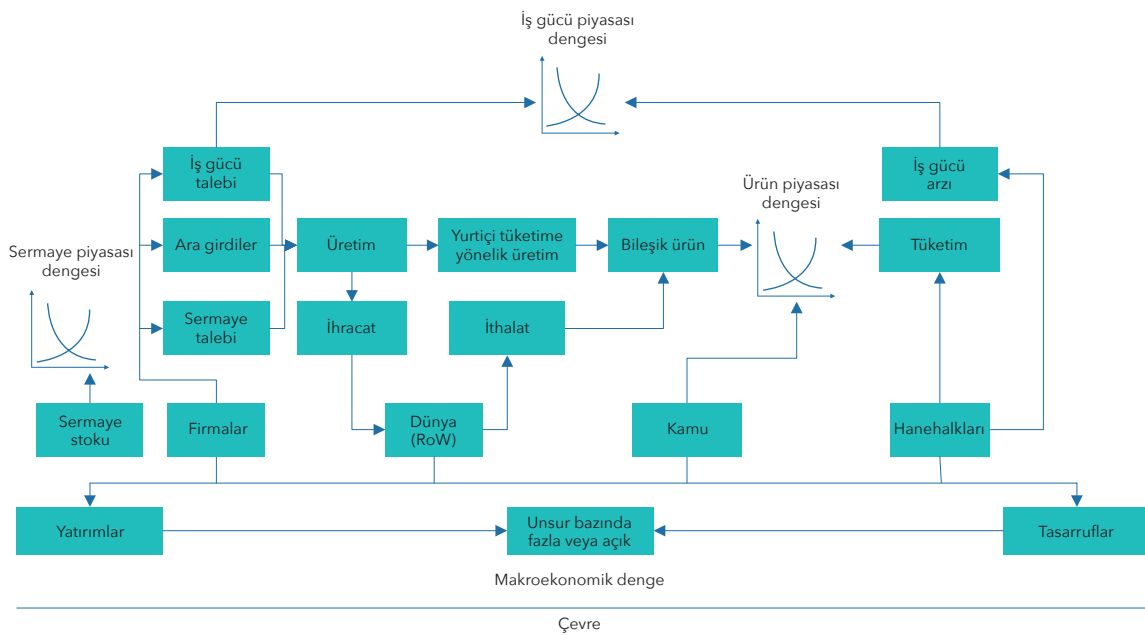 İş gücü piyasası
dengesi
İş gücü
talebi
İş gücü
arzı
Ürün piyasası
dengesi
Sermaye piyasası
dengesi
Ara girdiler
Üretim
Yurtiçi tüketime
yönelik üretim
Bileşik ürün
Tüketim
Sermaye
talebi
İhracat
İthalat
Sermaye
stoku
Firmalar
Dünya
(RoW)
Kamu
Hanehalkları
Yatırımlar
Unsur bazında
fazla veya açık
Tasarruflar
Makroekonomik denge
Çevre